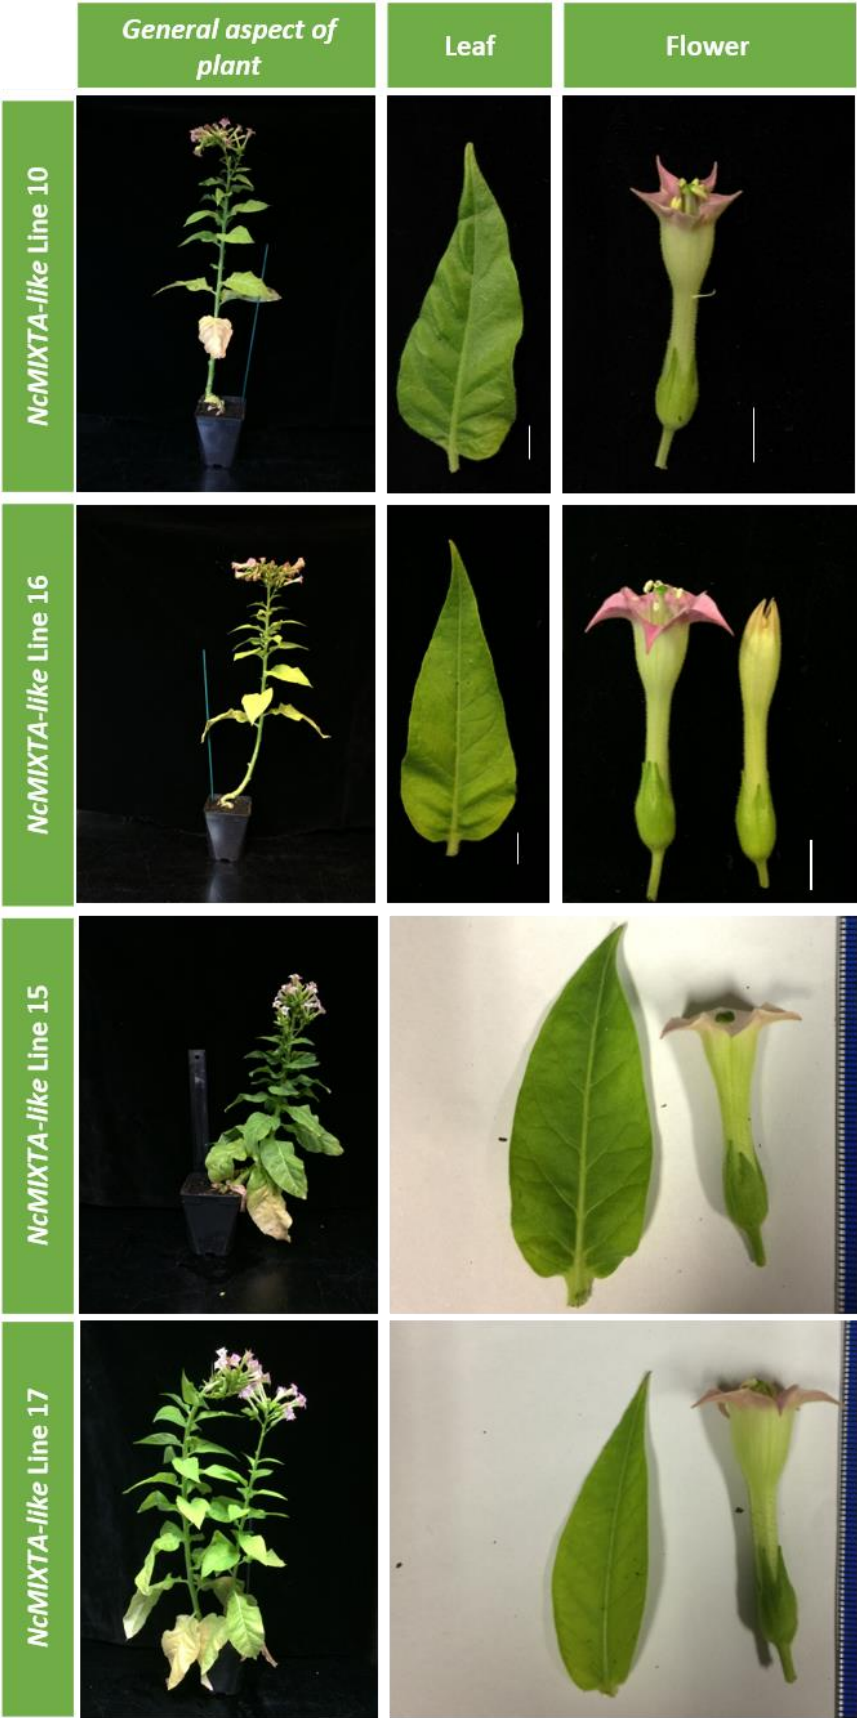 General aspect of
plant
Leaf
Flower
NcMIXTA-like Line 10
NcMIXTA-like Line 16
NcMIXTA-like Line 15
NcMIXTA-like Line 17